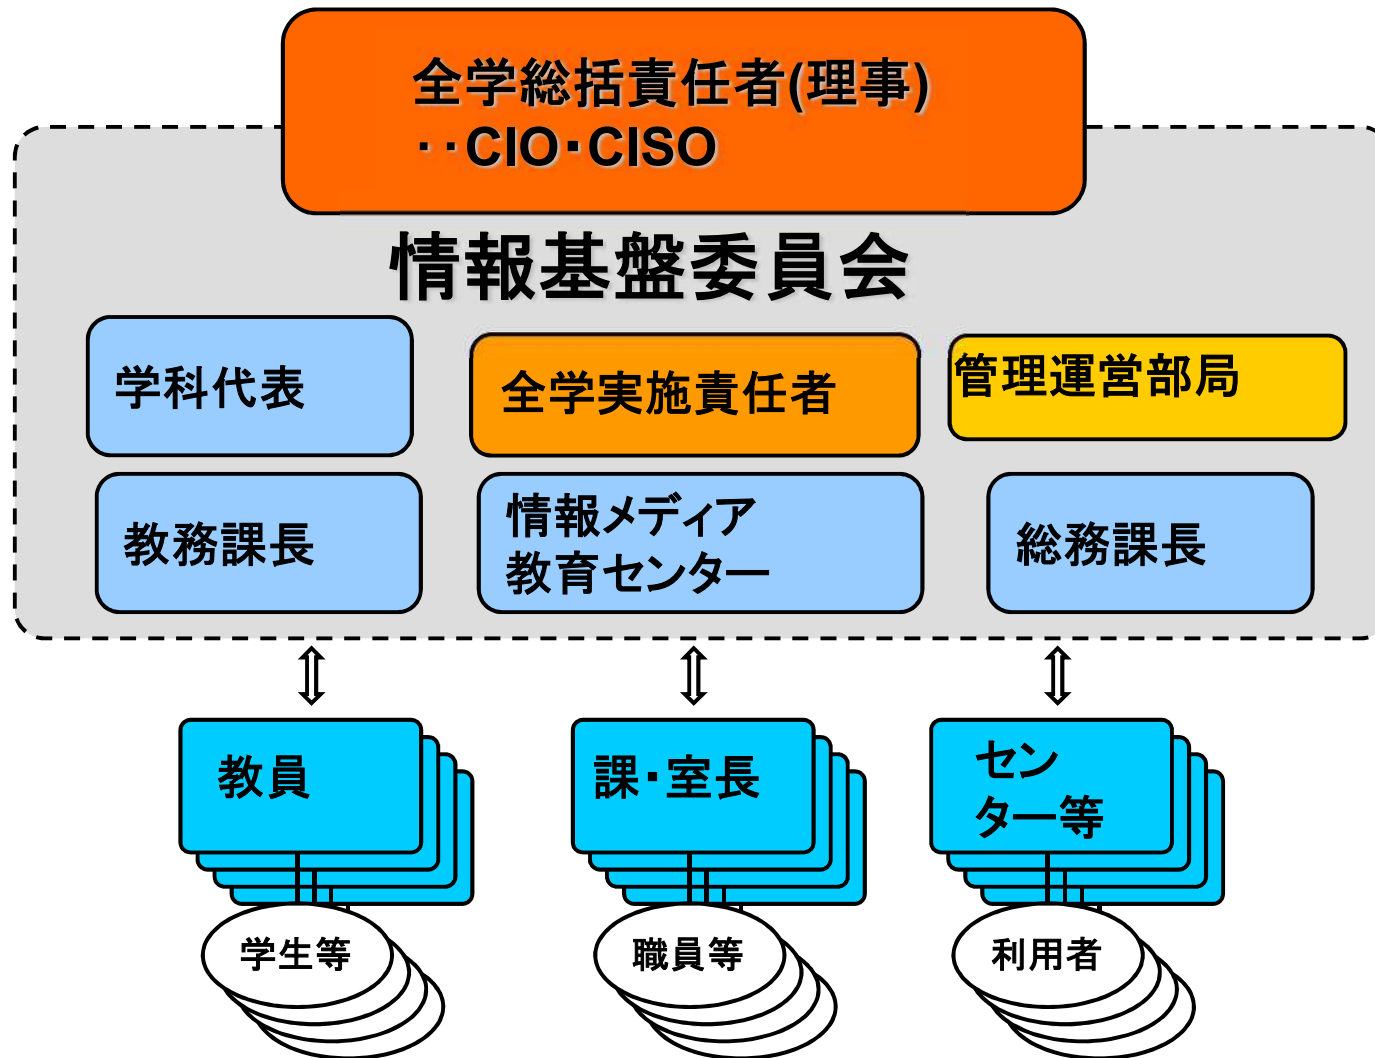 全学総括責任者(理事)
・・CIO・CISO
情報基盤委員会
学科代表
全学実施責任者
管理運営部局
教務課長
情報メディア
教育センター
総務課長
教員
課・室長
セン
ター等
学生等
職員等
利用者